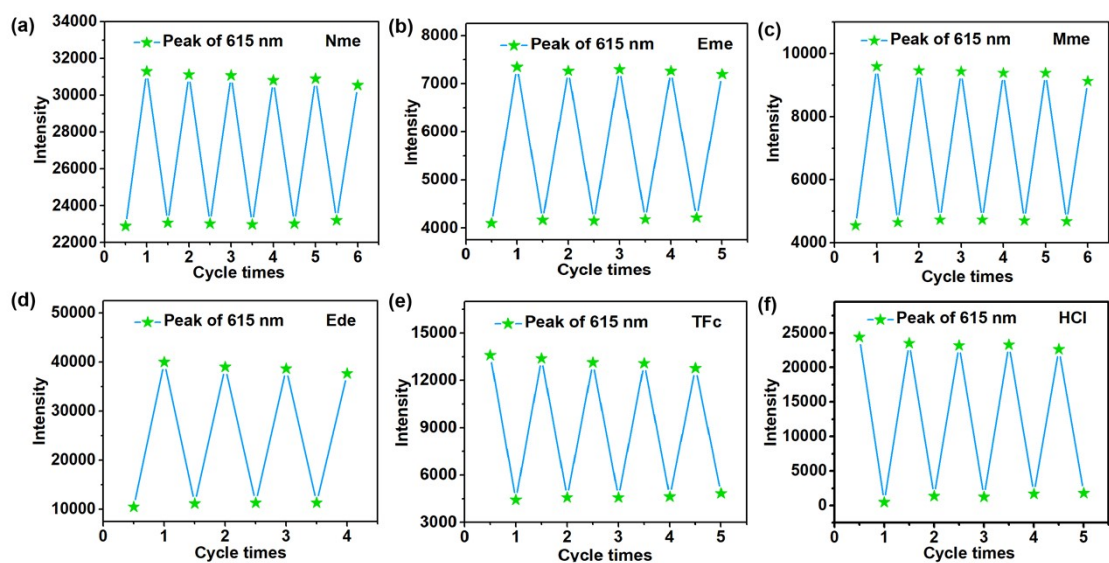 (a)
Peak of 615 nm Nme
34000
32000
30000
28000
26000
24000
22000
Intensity
0 1 2 3 4 5 6
Cycle times
(b)
Peak of 615 nm Eme
8000
7000
6000
5000
4000
Intensity
0 1 2 3 4 5
Cycle times
(c)
Peak of 615 nm Mme
10000
8000
6000
4000
Intensity
0 1 2 3 4 5 6
Cycle times
(d)
Peak of 615 nm Ede
50000
40000
30000
20000
10000
Intensity
0 1 2 3 4
Cycle times
(e)
Peak of 615 nm TFc
15000
12000
9000
6000
3000
Intensity
0 1 2 3 4 5
Cycle times
(f)
Peak of 615 nm HCl
25000
20000
15000
10000
5000
0
Intensity
0 1 2 3 4 5
Cycle times